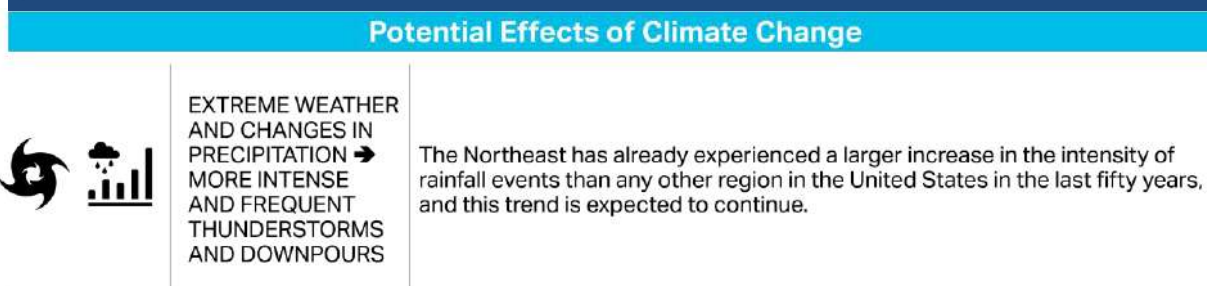 Potential Effects of Climate Change
EXTREME WEATHER
AND CHANGES IN
PRECIPITATION ➔
MORE INTENSE
AND FREQUENT
THUNDERSTORMS
AND DOWNPOURS
The Northeast has already experienced a larger increase in the intensity of
rainfall events than any other region in the United States in the last fifty years,
and this trend is expected to continue.